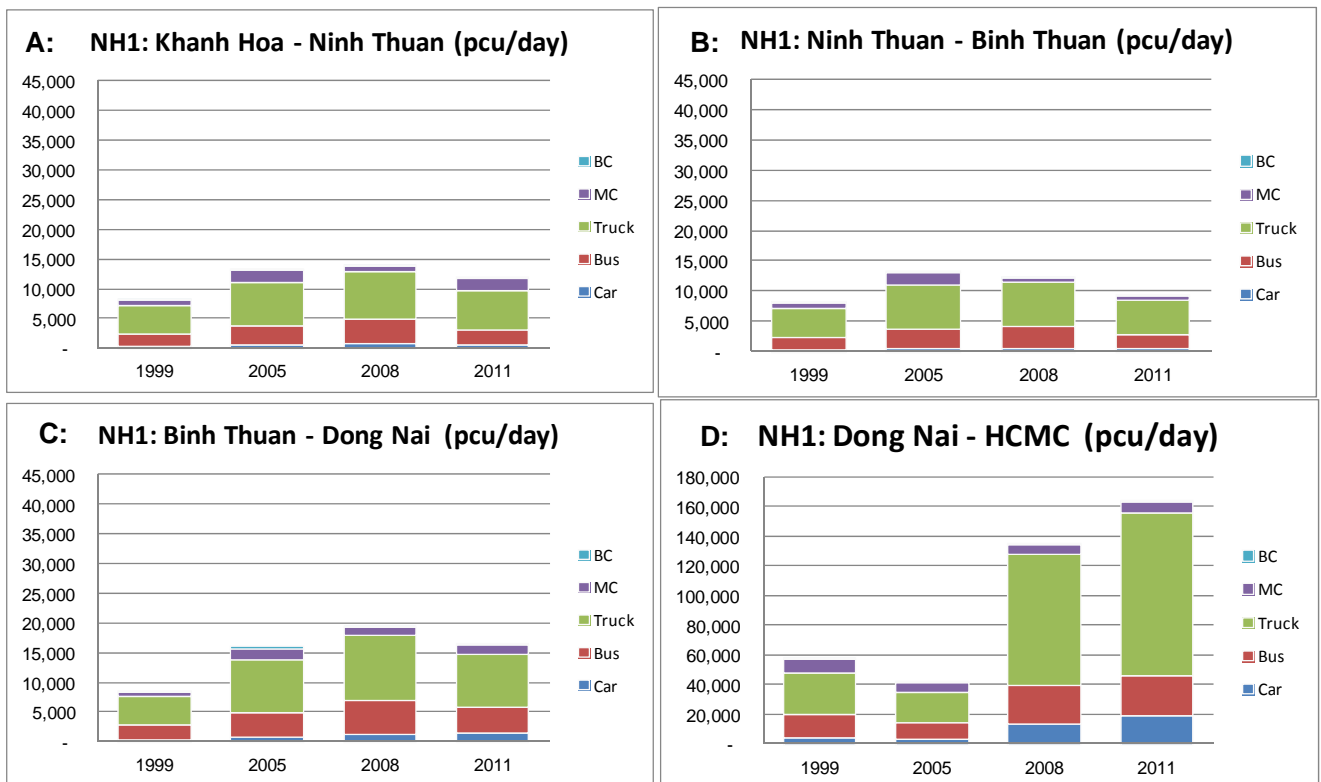 A: NH1: Khanh Hoa - Ninh Thuan (pcu/day)
45,000
40,000
35,000
30,000
25,000
20,000
15,000
10,000
5,000
-
1999 2005 2008 2011
BC
MC
Truck
Bus
Car
B: NH1: Ninh Thuan - Binh Thuan (pcu/day)
45,000
40,000
35,000
30,000
25,000
20,000
15,000
10,000
5,000
-
1999 2005 2008 2011
BC
MC
Truck
Bus
Car
C: NH1: Binh Thuan - Dong Nai (pcu/day)
45,000
40,000
35,000
30,000
25,000
20,000
15,000
10,000
5,000
-
1999 2005 2008 2011
BC
MC
Truck
Bus
Car
D: NH1: Dong Nai - HCMC (pcu/day)
180,000
160,000
140,000
120,000
100,000
80,000
60,000
40,000
20,000
-
1999 2005 2008 2011
BC
MC
Truck
Bus
Car